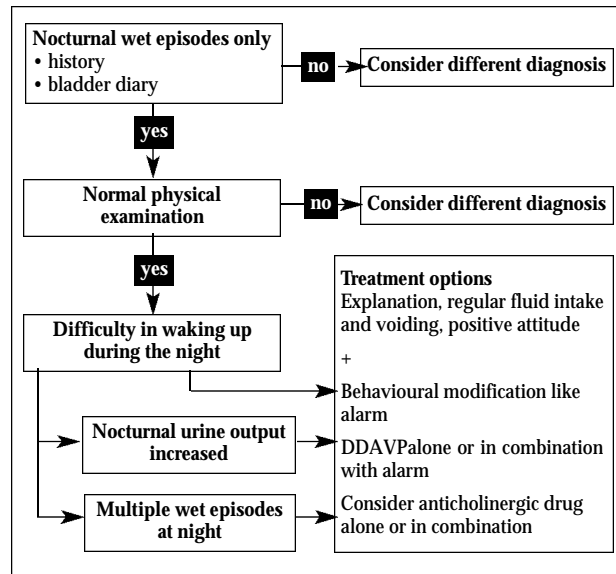 Nocturnal wet episodes only
• history
• bladder diary
no
Consider different diagnosis
yes
Normal physical
examination
no
Consider different diagnosis
yes
Difficulty in waking up
during the night
Nocturnal urine output
increased
Multiple wet episodes
at night
Treatment options
Explanation, regular fluid intake
and voiding, positive attitude
+
Behavioural modification like
alarm
DDAVPalone or in combination
with alarm
Consider anticholinergic drug
alone or in combination